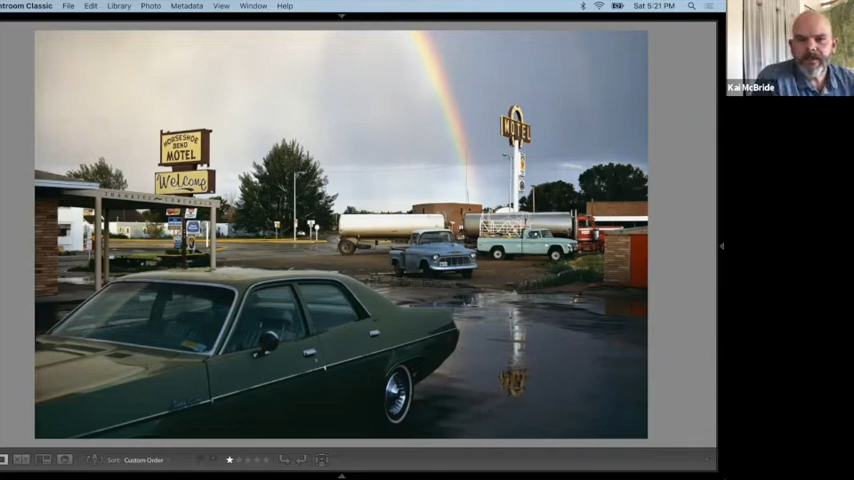 ntroom Classic File Edit Library Photo Metadata View Window Help
Sat 5:21 PM
Kai McBride
HORSESHOE
BEND
MOTEL
Welcome
MOTEL
Sort: Custom Order